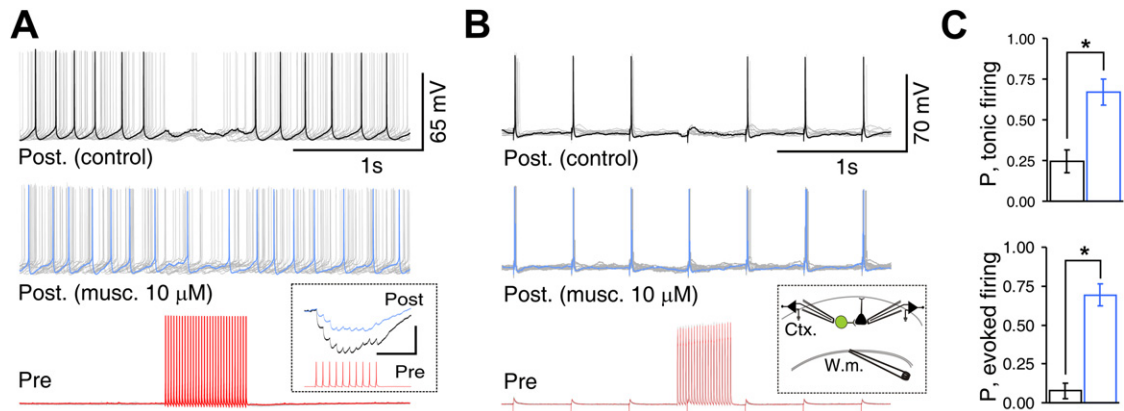 A
B
C
65 mV
Post. (control)
1s
Post. (musc. 10 μM)
Post
Pre
Pre
70 mV
Post. (control)
1s
Post. (musc. 10 μM)
Ctx.
W.m.
Pre
P, tonic firing
1.00
0.75
0.50
0.25
0.00
*
P, evoked firing
1.00
0.75
0.50
0.25
0.00
*